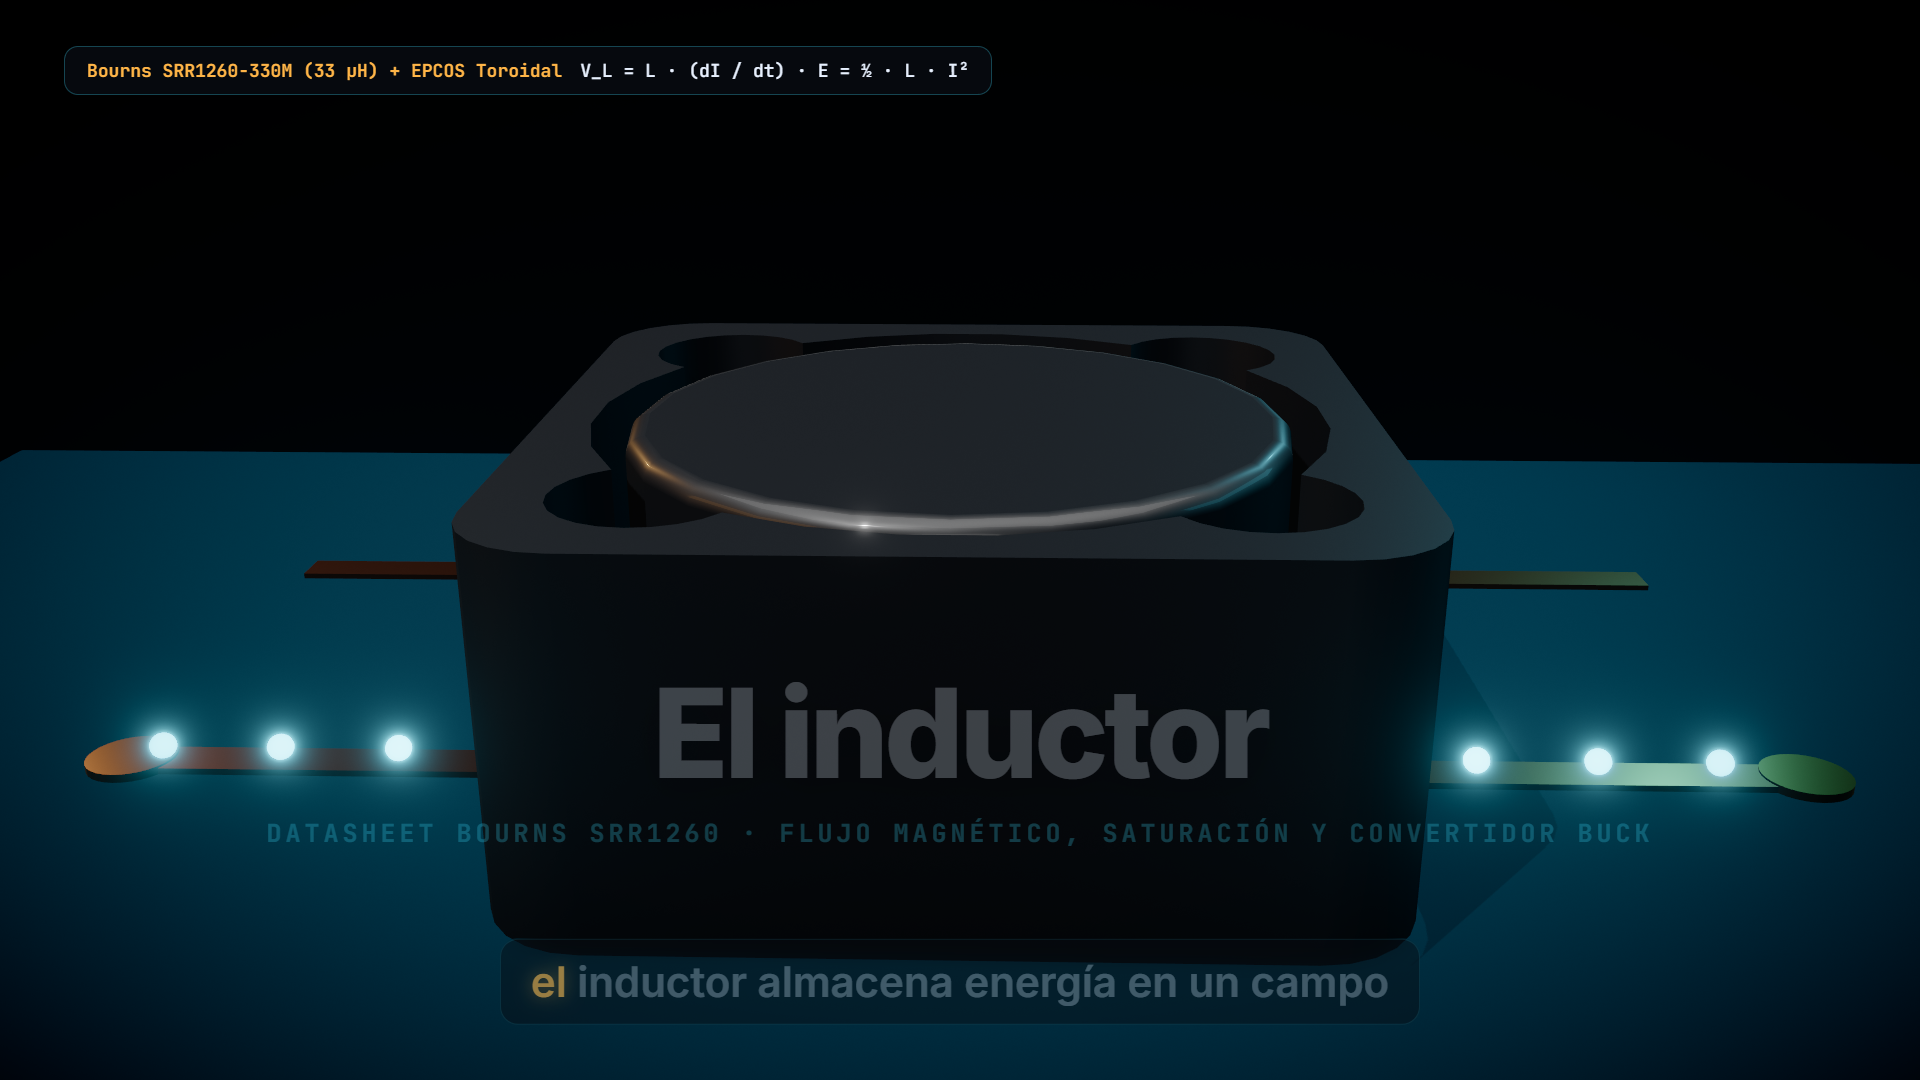 Bourns SRR1260-330M (33 µH) + EPCOS Toroidal V_L = L · (dI / dt) · E = ½ · L · I²
El inductor
DATASHEET BOURNS SRR1260 · FLUJO MAGNÉTICO, SATURACIÓN Y CONVERTIDOR BUCK
el inductor almacena energía en un campo